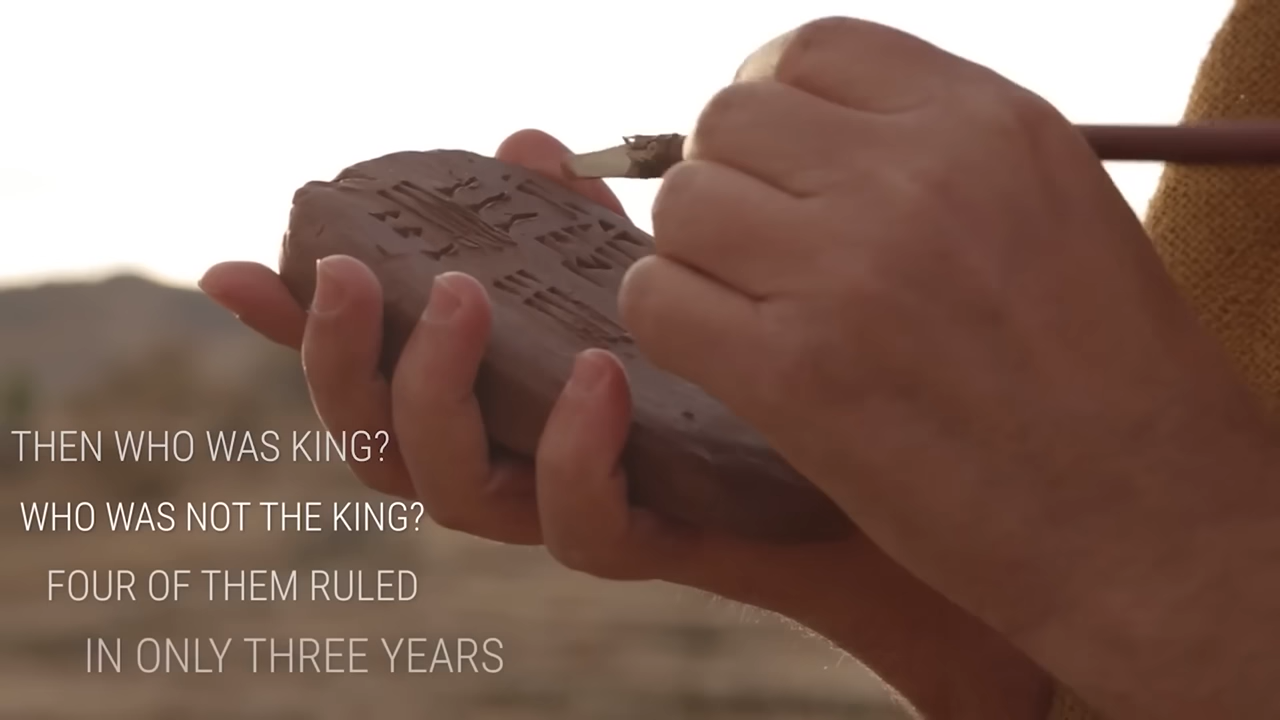 THEN WHO WAS KING?
WHO WAS NOT THE KING?
FOUR OF THEM RULED
IN ONLY THREE YEARS